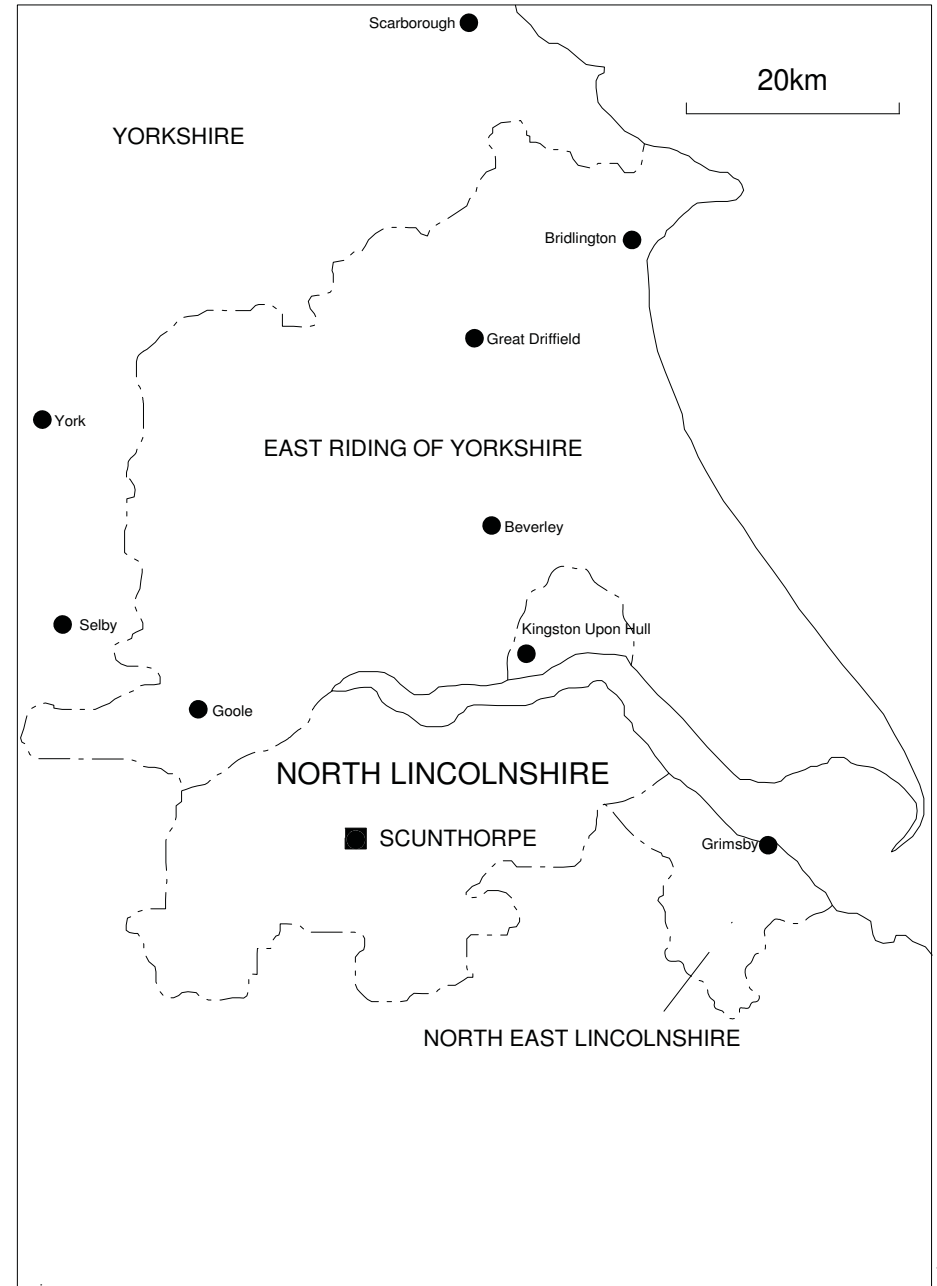 Scarborough
20km
YORKSHIRE
Bridlington
Great Driffield
York
EAST RIDING OF YORKSHIRE
Beverley
Selby
Kingston Upon Hull
Goole
NORTH LINCOLNSHIRE
SCUNTHORPE
Grimsby
NORTH EAST LINCOLNSHIRE